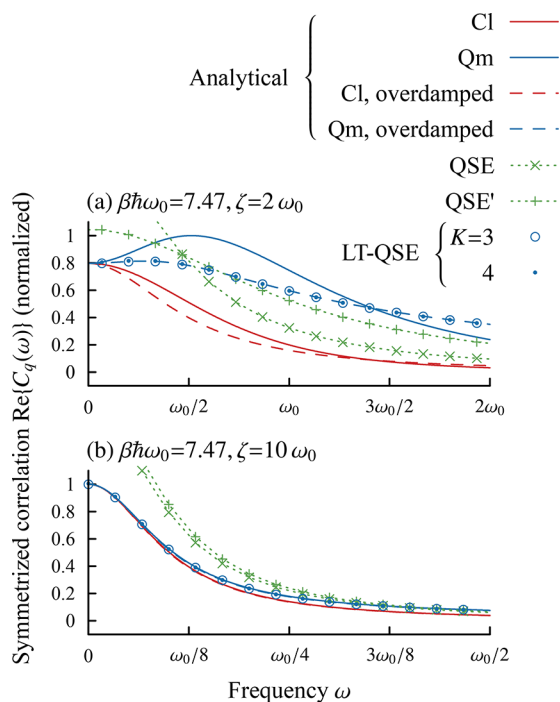 Cl
Qm
Analytical
Cl, overdamped
Qm, overdamped
QSE
QSE'
LT-QSE
K=3
4
Symmetrized correlation Re{C_q(ω)} (normalized)
(a) βħω₀=7.47, ζ=2 ω₀
1
0.8
0.6
0.4
0.2
0
0 ω₀/2 ω₀ 3ω₀/2 2ω₀
(b) βħω₀=7.47, ζ=10 ω₀
1
0.8
0.6
0.4
0.2
0
0 ω₀/8 ω₀/4 3ω₀/8 ω₀/2
Frequency ω